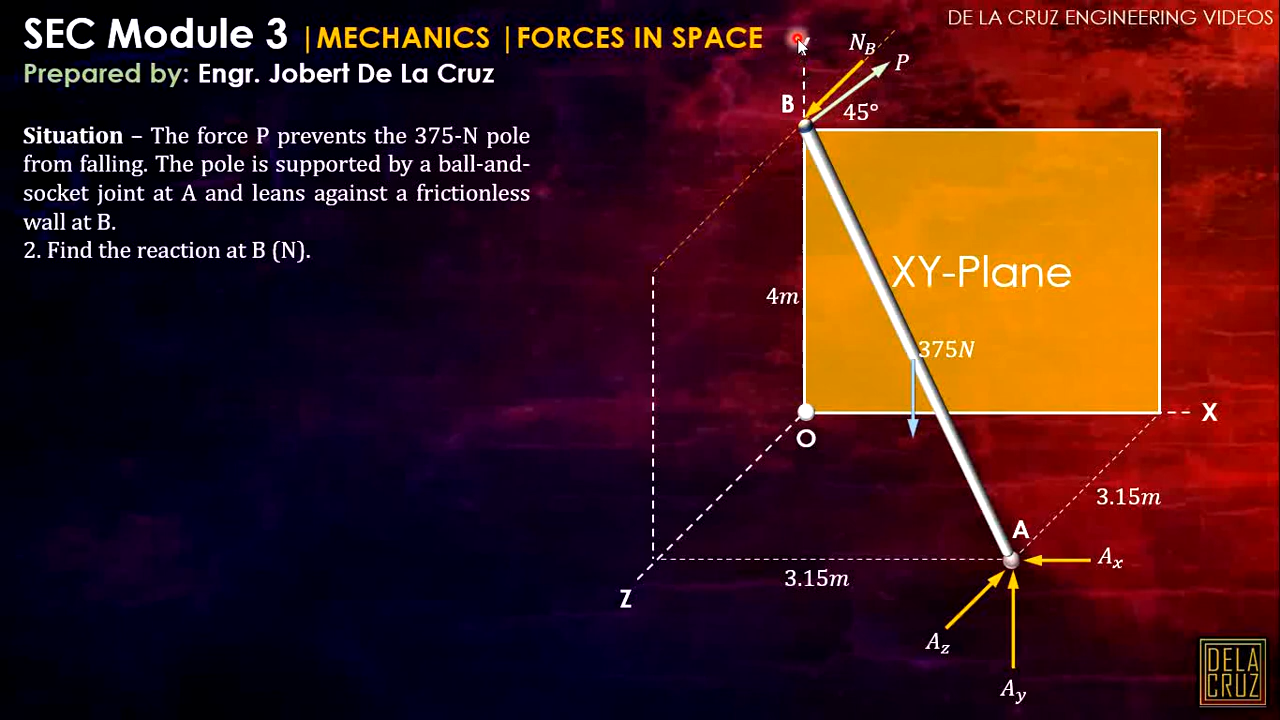 SEC Module 3 |MECHANICS |FORCES IN SPACE
DE LA CRUZ ENGINEERING VIDEOS
Prepared by: Engr. Jobert De La Cruz
Situation – The force P prevents the 375-N pole
from falling. The pole is supported by a ball-and-
socket joint at A and leans against a frictionless
wall at B.
2. Find the reaction at B (N).
N_B
P
B
45°
XY-Plane
4m
375N
X
O
3.15m
A
A_x
3.15m
Z
A_z
A_y
DELA
CRUZ